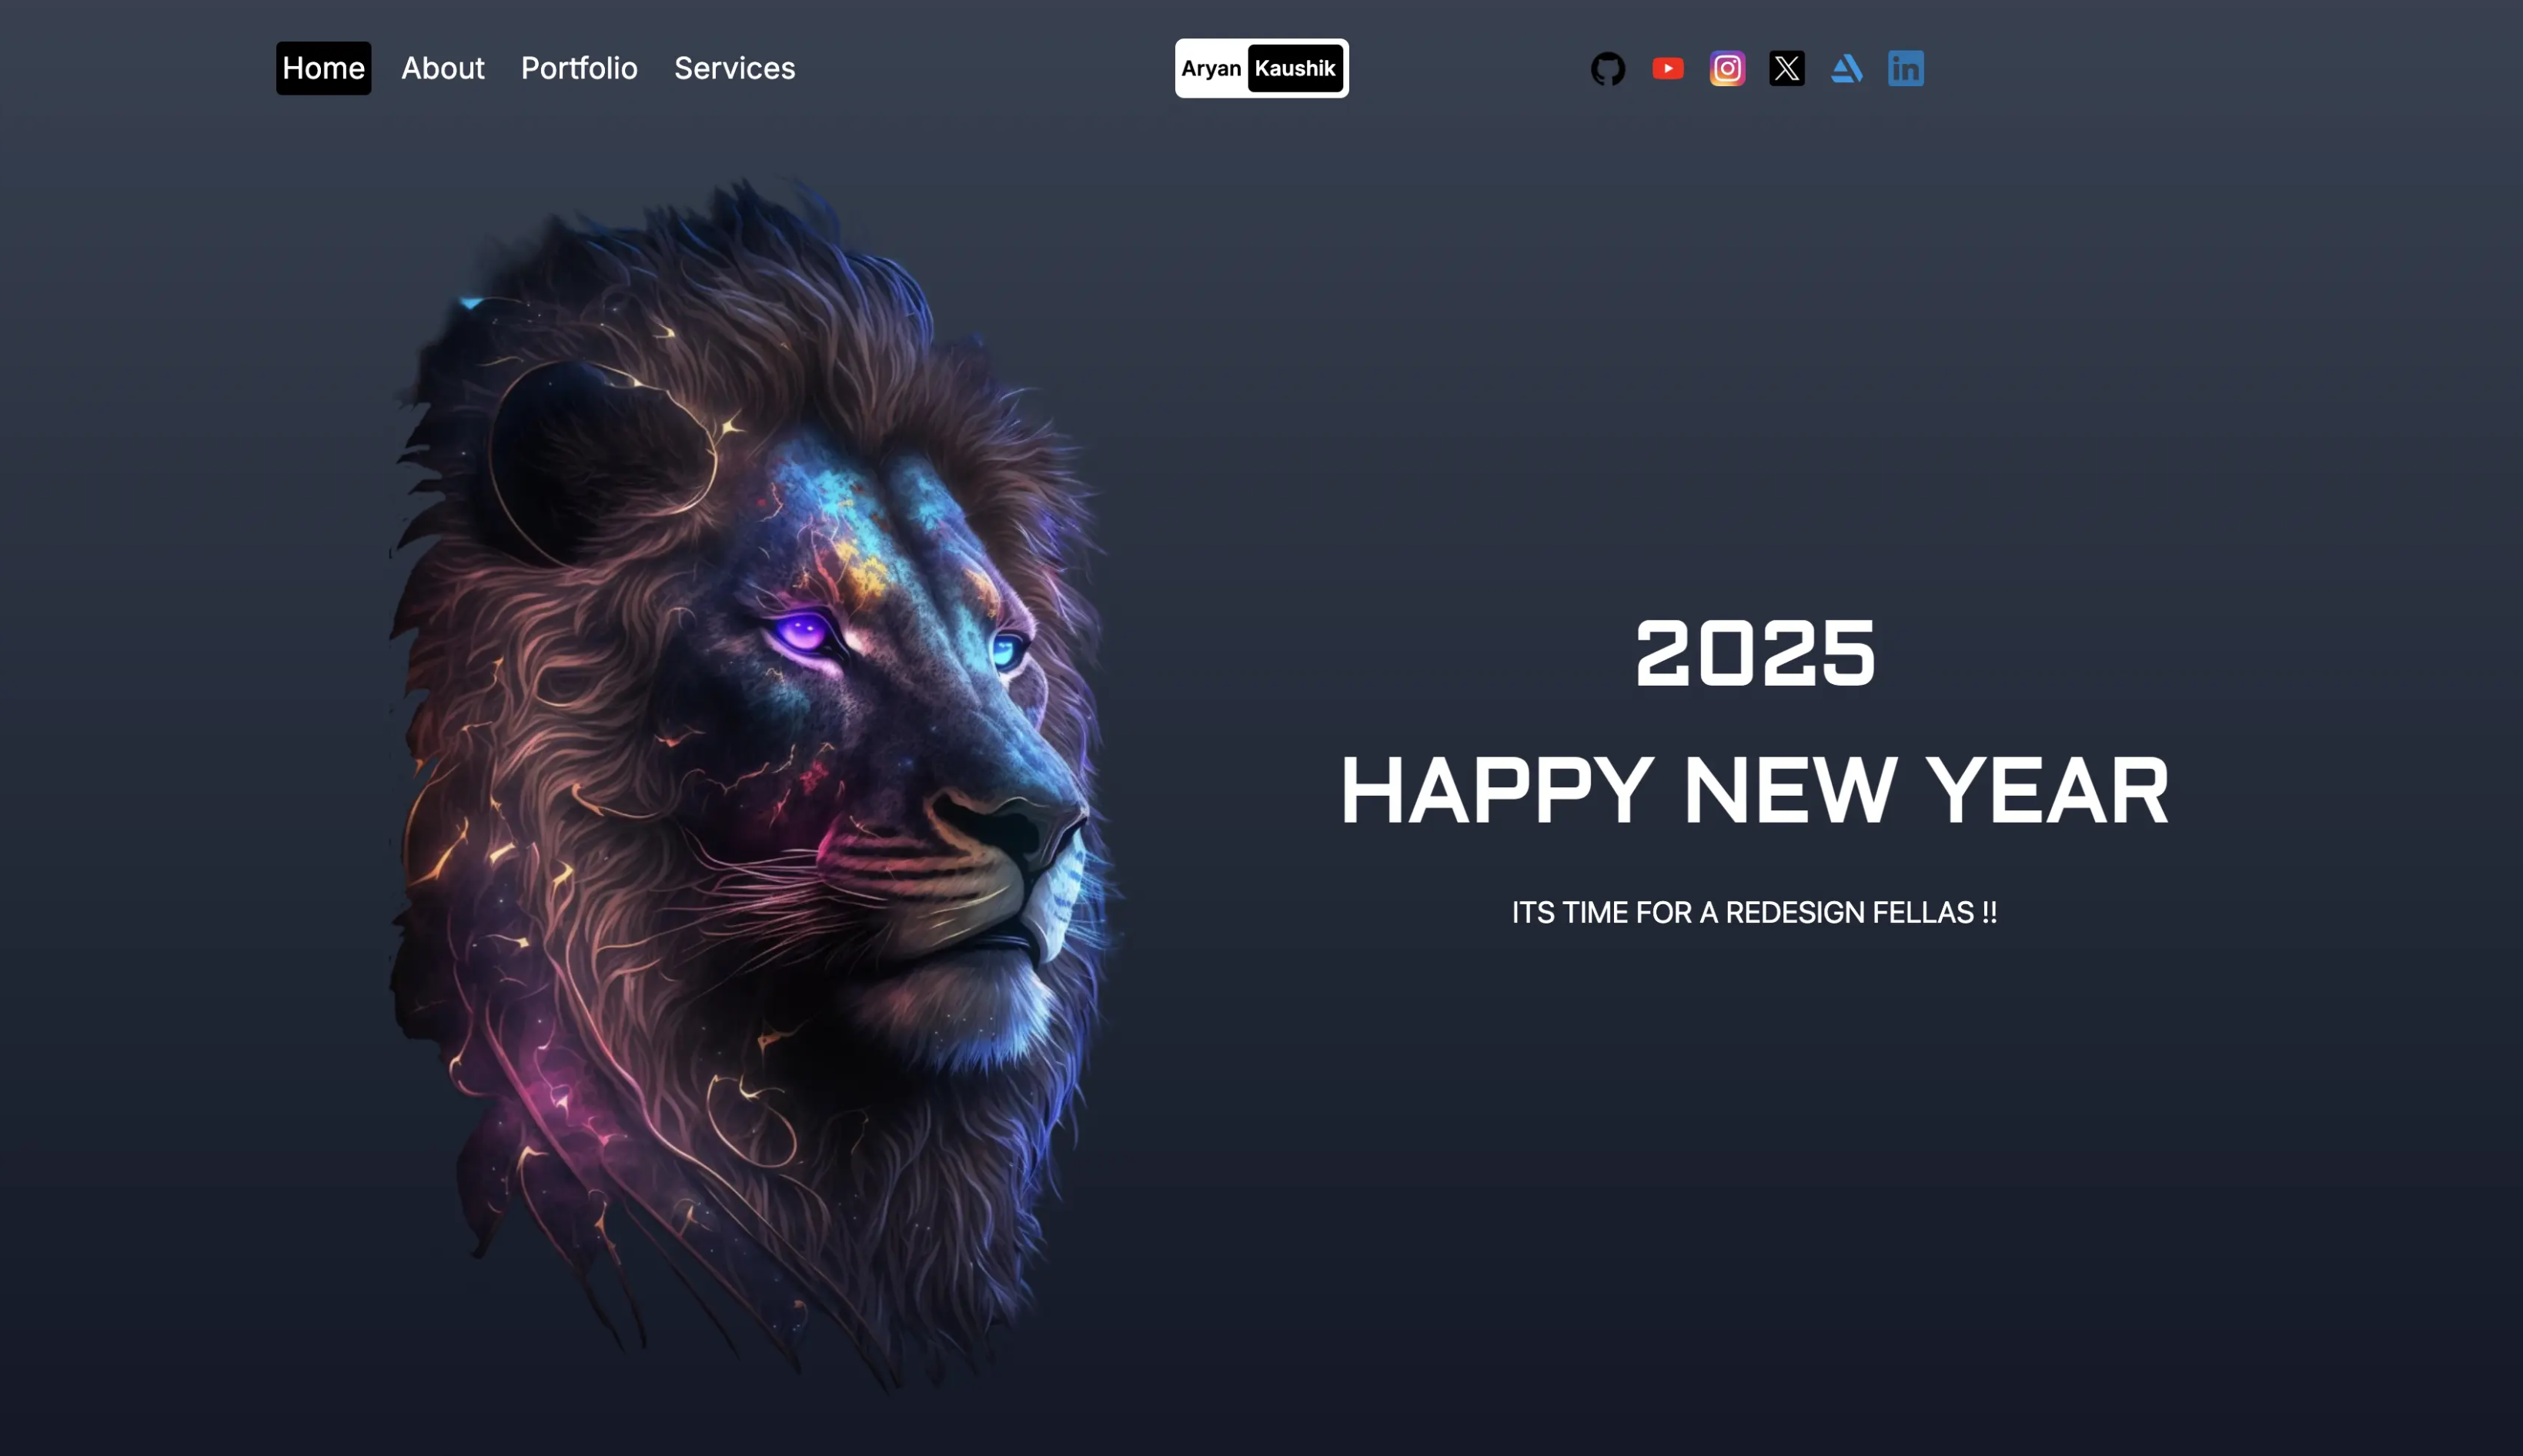 Home About Portfolio Services
Aryan Kaushik
2025
HAPPY NEW YEAR
ITS TIME FOR A REDESIGN FELLAS !!